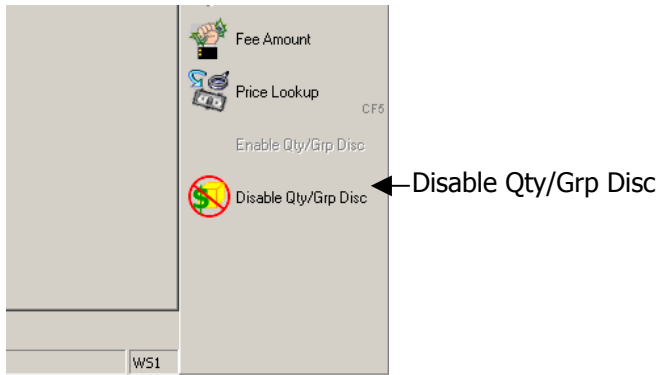 Fee Amount
Price Lookup
CF5
Enable Qty/Grp Disc
Disable Qty/Grp Disc
Disable Qty/Grp Disc
WS1